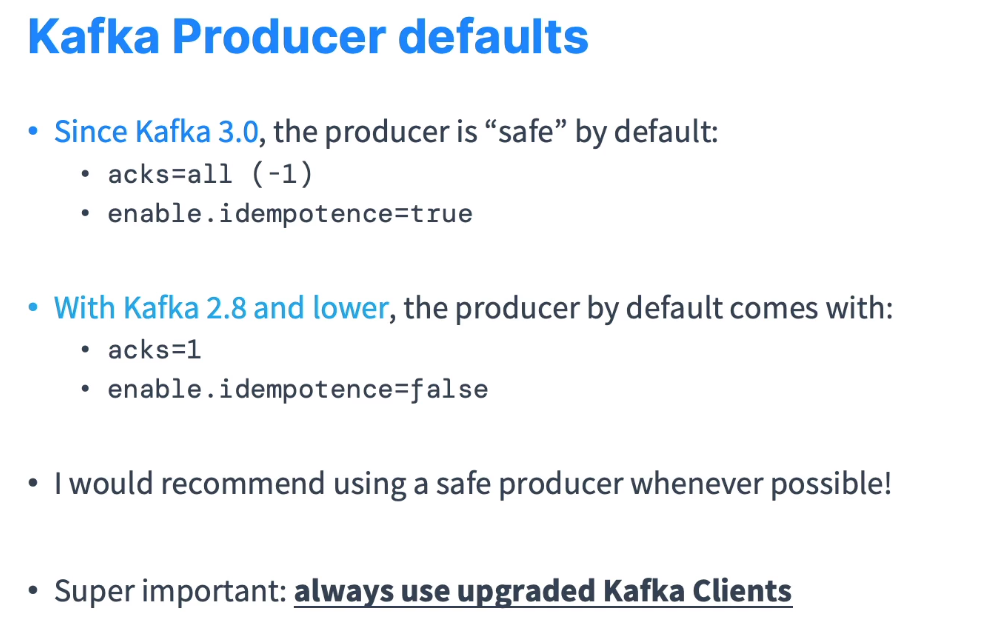 Kafka Producer defaults
• Since Kafka 3.0, the producer is “safe” by default:
• acks=all (-1)
• enable.idempotence=true
• With Kafka 2.8 and lower, the producer by default comes with:
• acks=1
• enable.idempotence=false
• I would recommend using a safe producer whenever possible!
• Super important: always use upgraded Kafka Clients